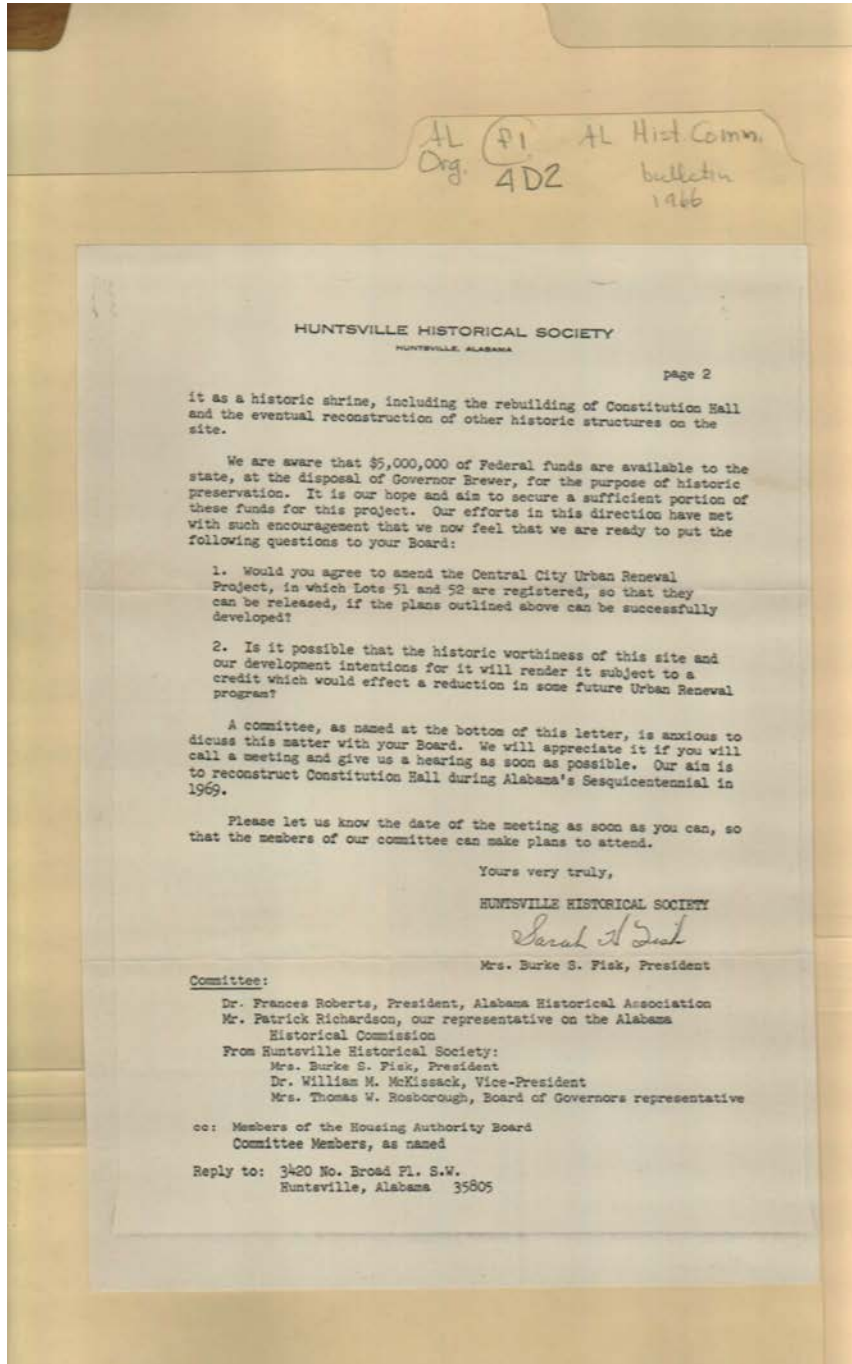 AL P1 AL Hist. Comm.
Org. 4D2 bulletin
1966
HUNTSVILLE HISTORICAL SOCIETY
HUNTSVILLE, ALABAMA
page 2
it as a historic shrine, including the rebuilding of Constitution Hall
and the eventual reconstruction of other historic structures on the
site.
We are aware that $5,000,000 of Federal funds are available to the
state, at the disposal of Governor Brewer, for the purpose of historic
preservation. It is our hope and aim to secure a sufficient portion of
these funds for this project. Our efforts in this direction have met
with such encouragement that we now feel that we are ready to put the
following questions to your Board:
1. Would you agree to amend the Central City Urban Renewal
Project, in which Lots 51 and 52 are registered, so that they
can be released, if the plans outlined above can be successfully
developed?
2. Is it possible that the historic worthiness of this site and
our development intentions for it will render it subject to a
credit which would effect a reduction in some future Urban Renewal
program?
A committee, as named at the bottom of this letter, is anxious to
dicuss this matter with your Board. We will appreciate it if you will
call a meeting and give us a hearing as soon as possible. Our aim is
to reconstruct Constitution Hall during Alabama's Sesquicentennial in
1969.
Please let us know the date of the meeting as soon as you can, so
that the members of our committee can make plans to attend.
Yours very truly,
HUNTSVILLE HISTORICAL SOCIETY
Sarah H Fisk
Mrs. Burke S. Fisk, President
Committee:
Dr. Frances Roberts, President, Alabama Historical Association
Mr. Patrick Richardson, our representative on the Alabama
Historical Commission
From Huntsville Historical Society:
Mrs. Burke S. Fisk, President
Dr. William M. McKissack, Vice-President
Mrs. Thomas W. Rosborough, Board of Governors representative
cc: Members of the Housing Authority Board
Committee Members, as named
Reply to: 3420 No. Broad Pl. S.W.
Huntsville, Alabama 35805